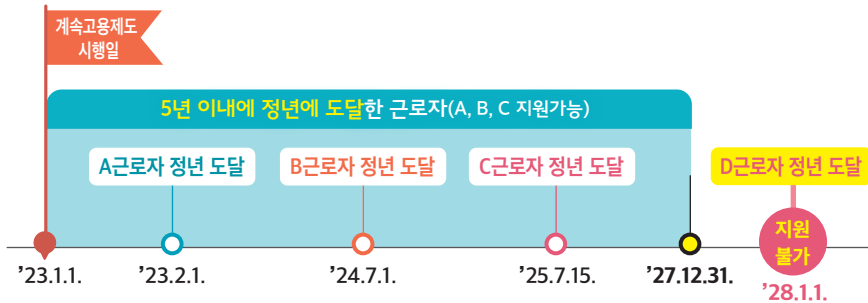 계속고용제도
시행일
5년 이내에 정년에 도달한 근로자(A, B, C 지원가능)
A근로자 정년 도달
B근로자 정년 도달
C근로자 정년 도달
D근로자 정년 도달
지원
불가
’23.1.1.
’23.2.1.
’24.7.1.
’25.7.15.
’27.12.31.
’28.1.1.